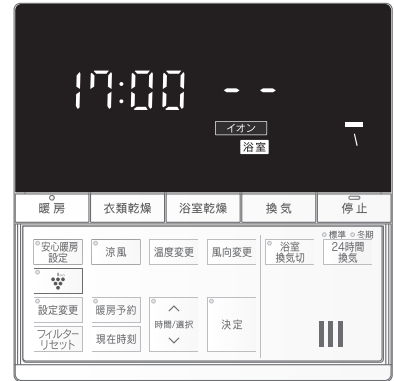 17:00 - -
イオン
浴室
暖房
衣類乾燥
浴室乾燥
換気
停止
標準
冬期
安心暖房
設定
涼風
温度変更
風向変更
浴室
換気切
24時間
換気
設定変更
暖房予約
時間/選択
決定
フィルター
リセット
現在時刻